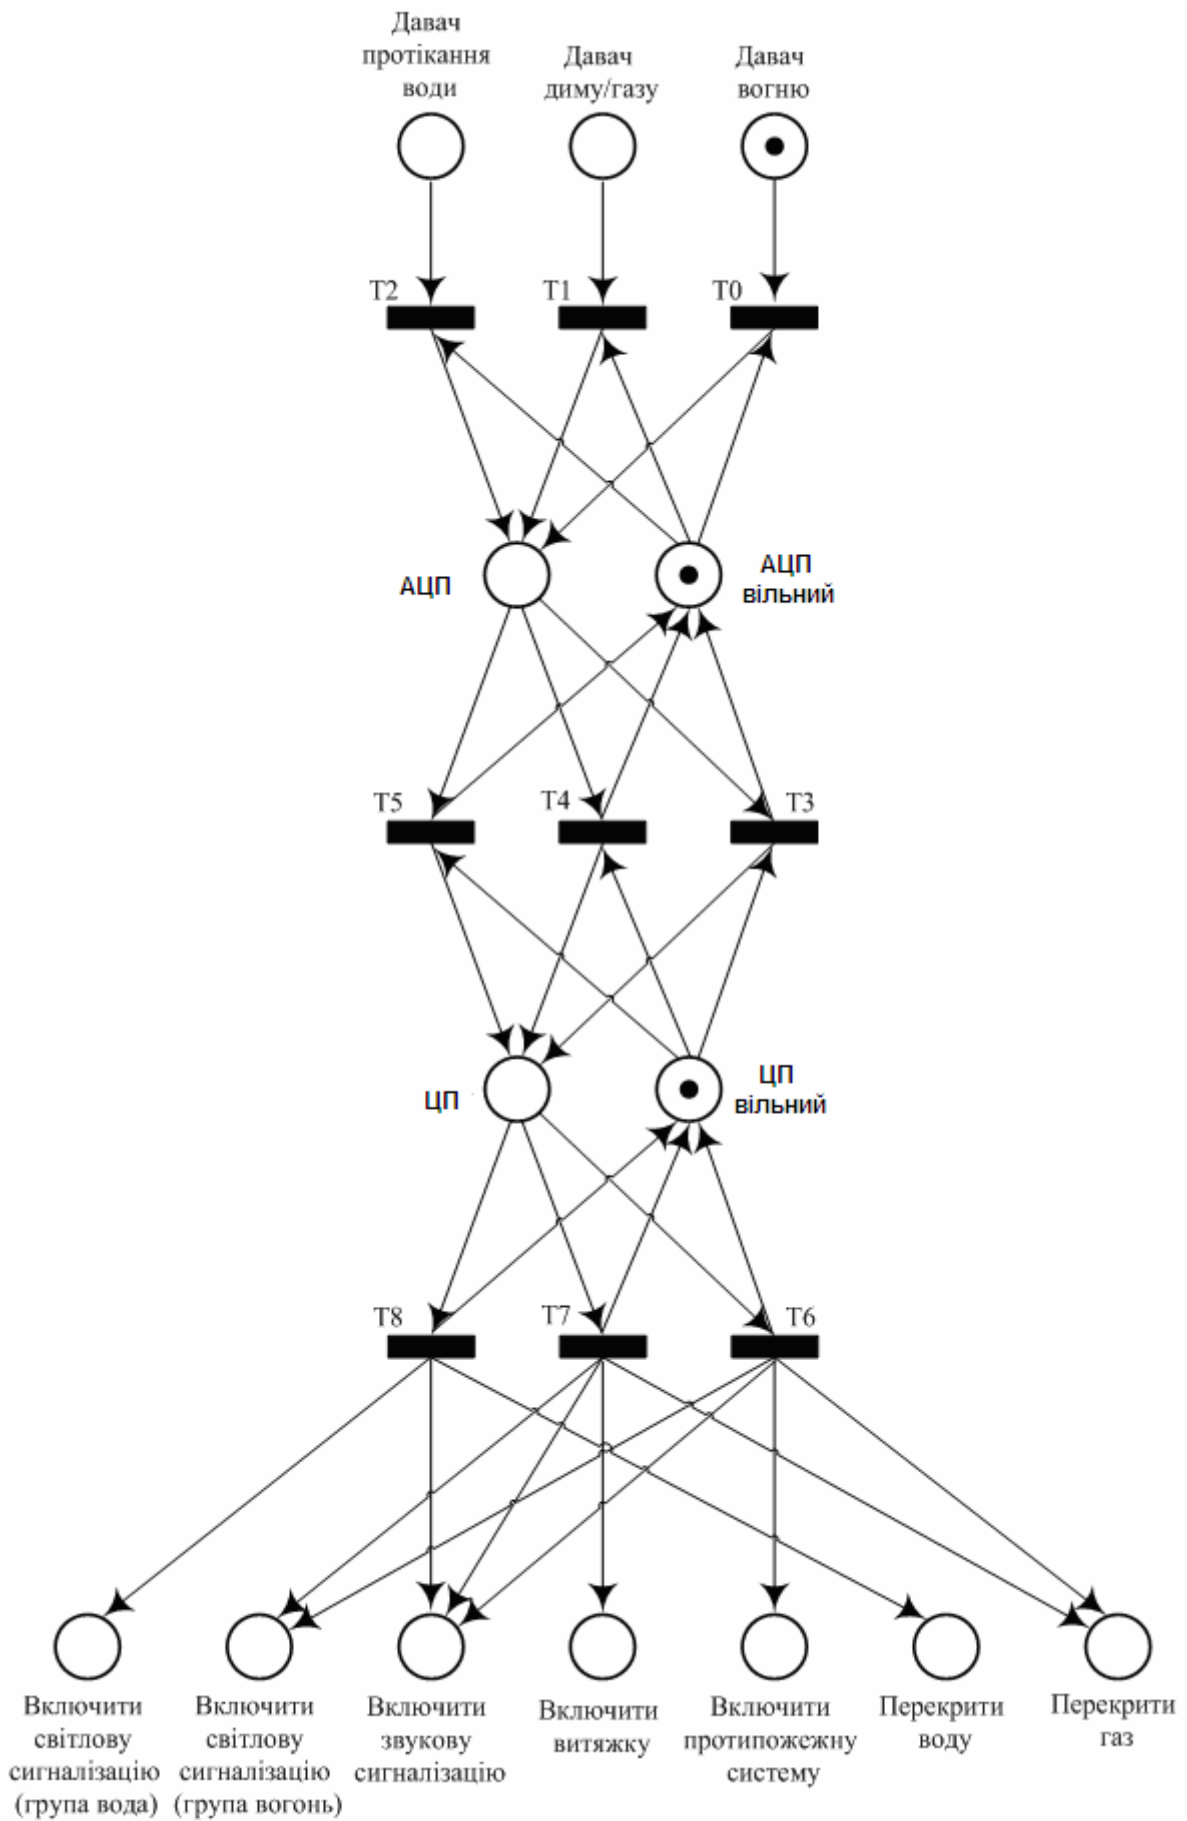 Давач
протікання
води
Давач
диму/газу
Давач
вогню
T2
T1
T0
АЦП
АЦП
вільний
T5
T4
T3
ЦП
ЦП
вільний
T8
T7
T6
Включити
світлову
сигналізацію
(група вода)
Включити
світлову
сигналізацію
(група вогонь)
Включити
звукову
сигналізацію
Включити
витяжку
Включити
протипожежну
систему
Перекрити
воду
Перекрити
газ